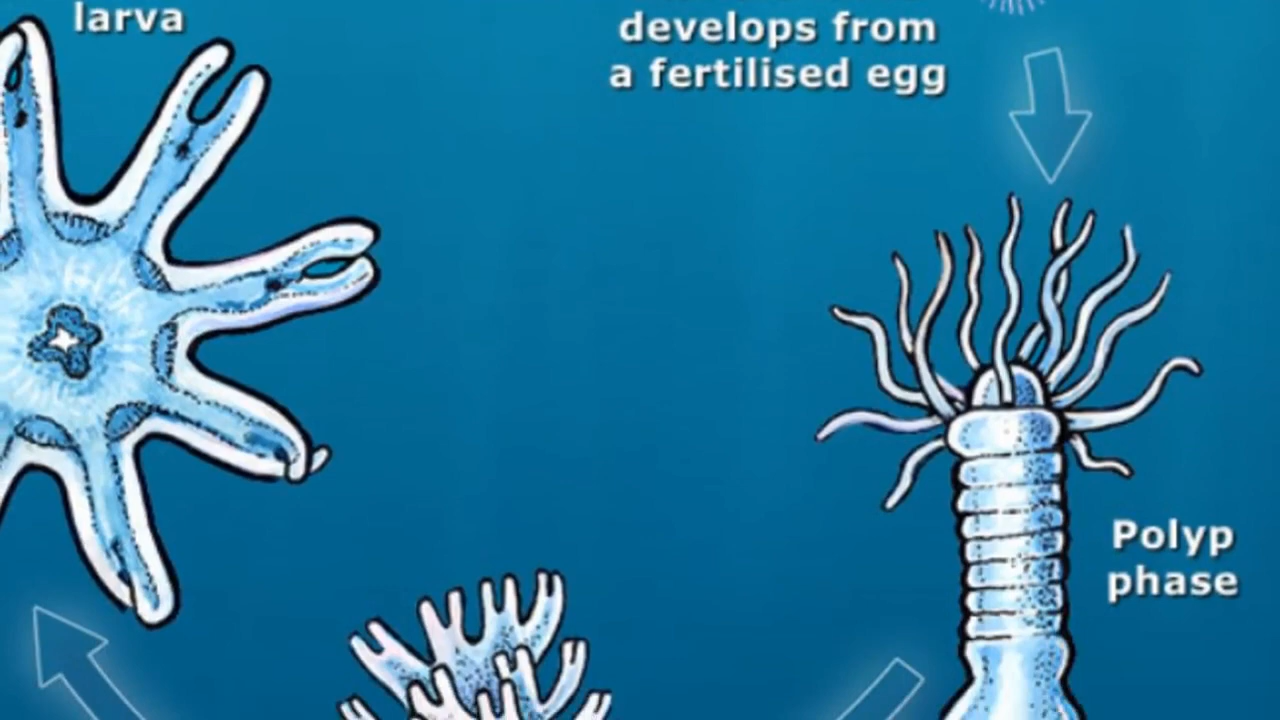 larva
develops from
a fertilised egg
Polyp
phase